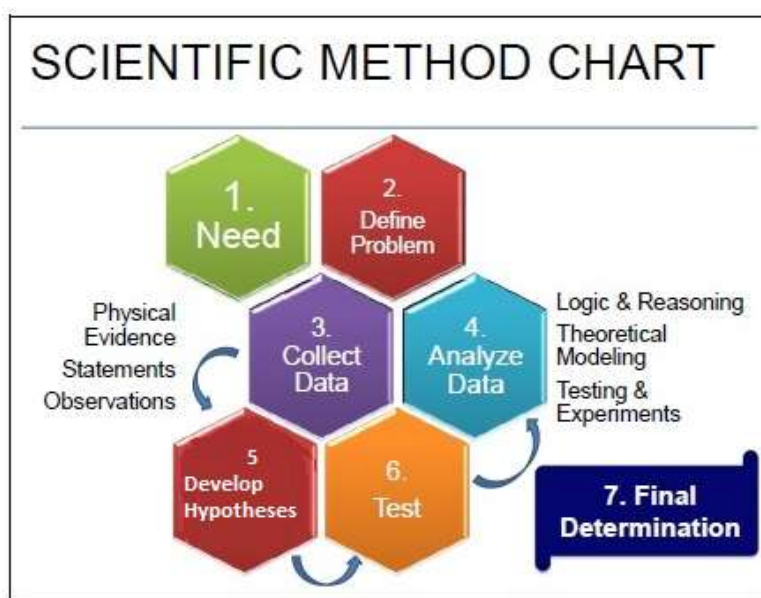 SCIENTIFIC METHOD CHART
1.
Need
2.
Define
Problem
Physical
Evidence
Statements
Observations
3.
Collect
Data
4.
Analyze
Data
Logic & Reasoning
Theoretical
Modeling
Testing &
Experiments
5
Develop
Hypotheses
6.
Test
7. Final
Determination